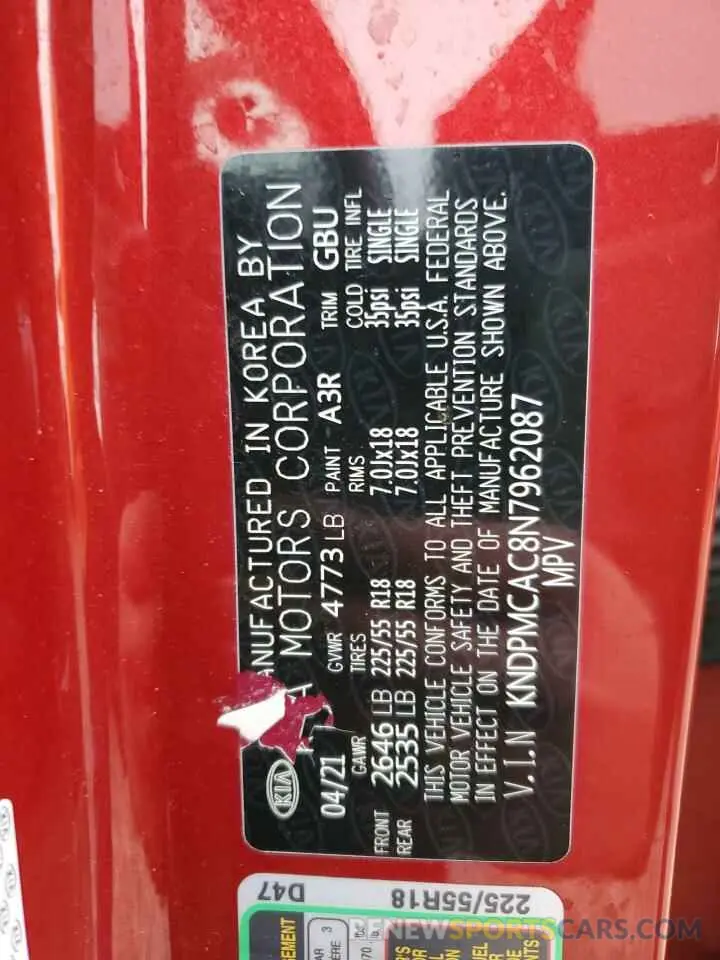 KIA
ANUFACTURED IN KOREA BY
A MOTORS CORPORATION
04/21 GVWR 4773 LB PAINT A3R TRIM GBU
GAWR TIRES RIMS COLD TIRE INFL
FRONT 2646 LB 225/55 R18 7.0Jx18 35psi SINGLE
REAR 2535 LB 225/55 R18 7.0Jx18 35psi SINGLE
THIS VEHICLE CONFORMS TO ALL APPLICABLE U.S.A. FEDERAL
MOTOR VEHICLE SAFETY AND THEFT PREVENTION STANDARDS
IN EFFECT ON THE DATE OF MANUFACTURE SHOWN ABOVE.
V.I.N KNDPMCAC8N7962087
MPV
D47
225/55R18
RENEWSPORTSCARS.COM